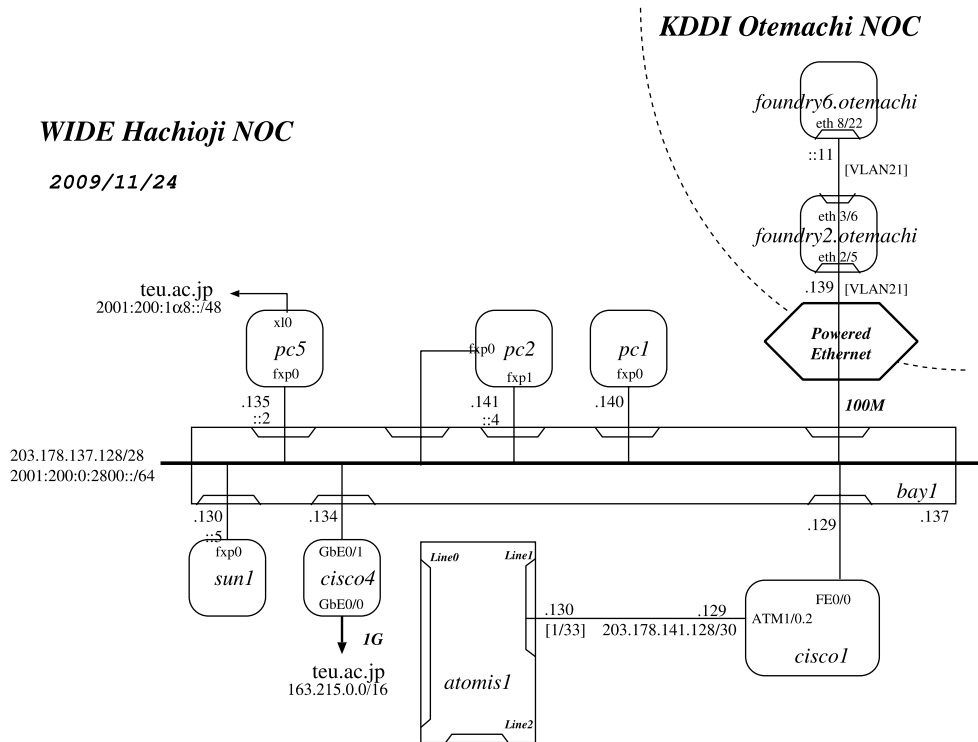 KDDI Otemachi NOC
WIDE Hachioji NOC
2009/11/24
foundry6.otemachi
eth 8/22
::11
[VLAN21]
eth 3/6
foundry2.otemachi
eth 2/5
.139
[VLAN21]
teu.ac.jp
2001:200:1α8::/48
xl0
pc5
fxp0
.135
::2
fxp0
pc2
fxp1
.141
::4
pc1
fxp0
.140
Powered
Ethernet
100M
203.178.137.128/28
2001:200:0:2800::/64
bay1
.137
.130
::5
fxp0
sun1
.134
GbE0/1
cisco4
GbE0/0
1G
teu.ac.jp
163.215.0.0/16
Line0
Line1
atomis1
Line2
.130
[1/33]
.129
203.178.141.128/30
.129
FE0/0
ATM1/0.2
cisco1